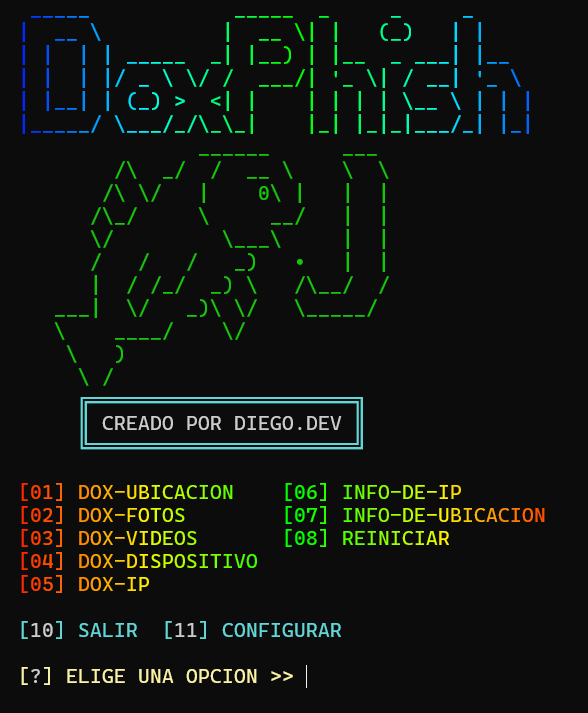 DoxPhish
CREADO POR DIEGO.DEV
[01] DOX-UBICACION [06] INFO-DE-IP
[02] DOX-FOTOS [07] INFO-DE-UBICACION
[03] DOX-VIDEOS [08] REINICIAR
[04] DOX-DISPOSITIVO
[05] DOX-IP
[10] SALIR [11] CONFIGURAR
[?] ELIGE UNA OPCION >>